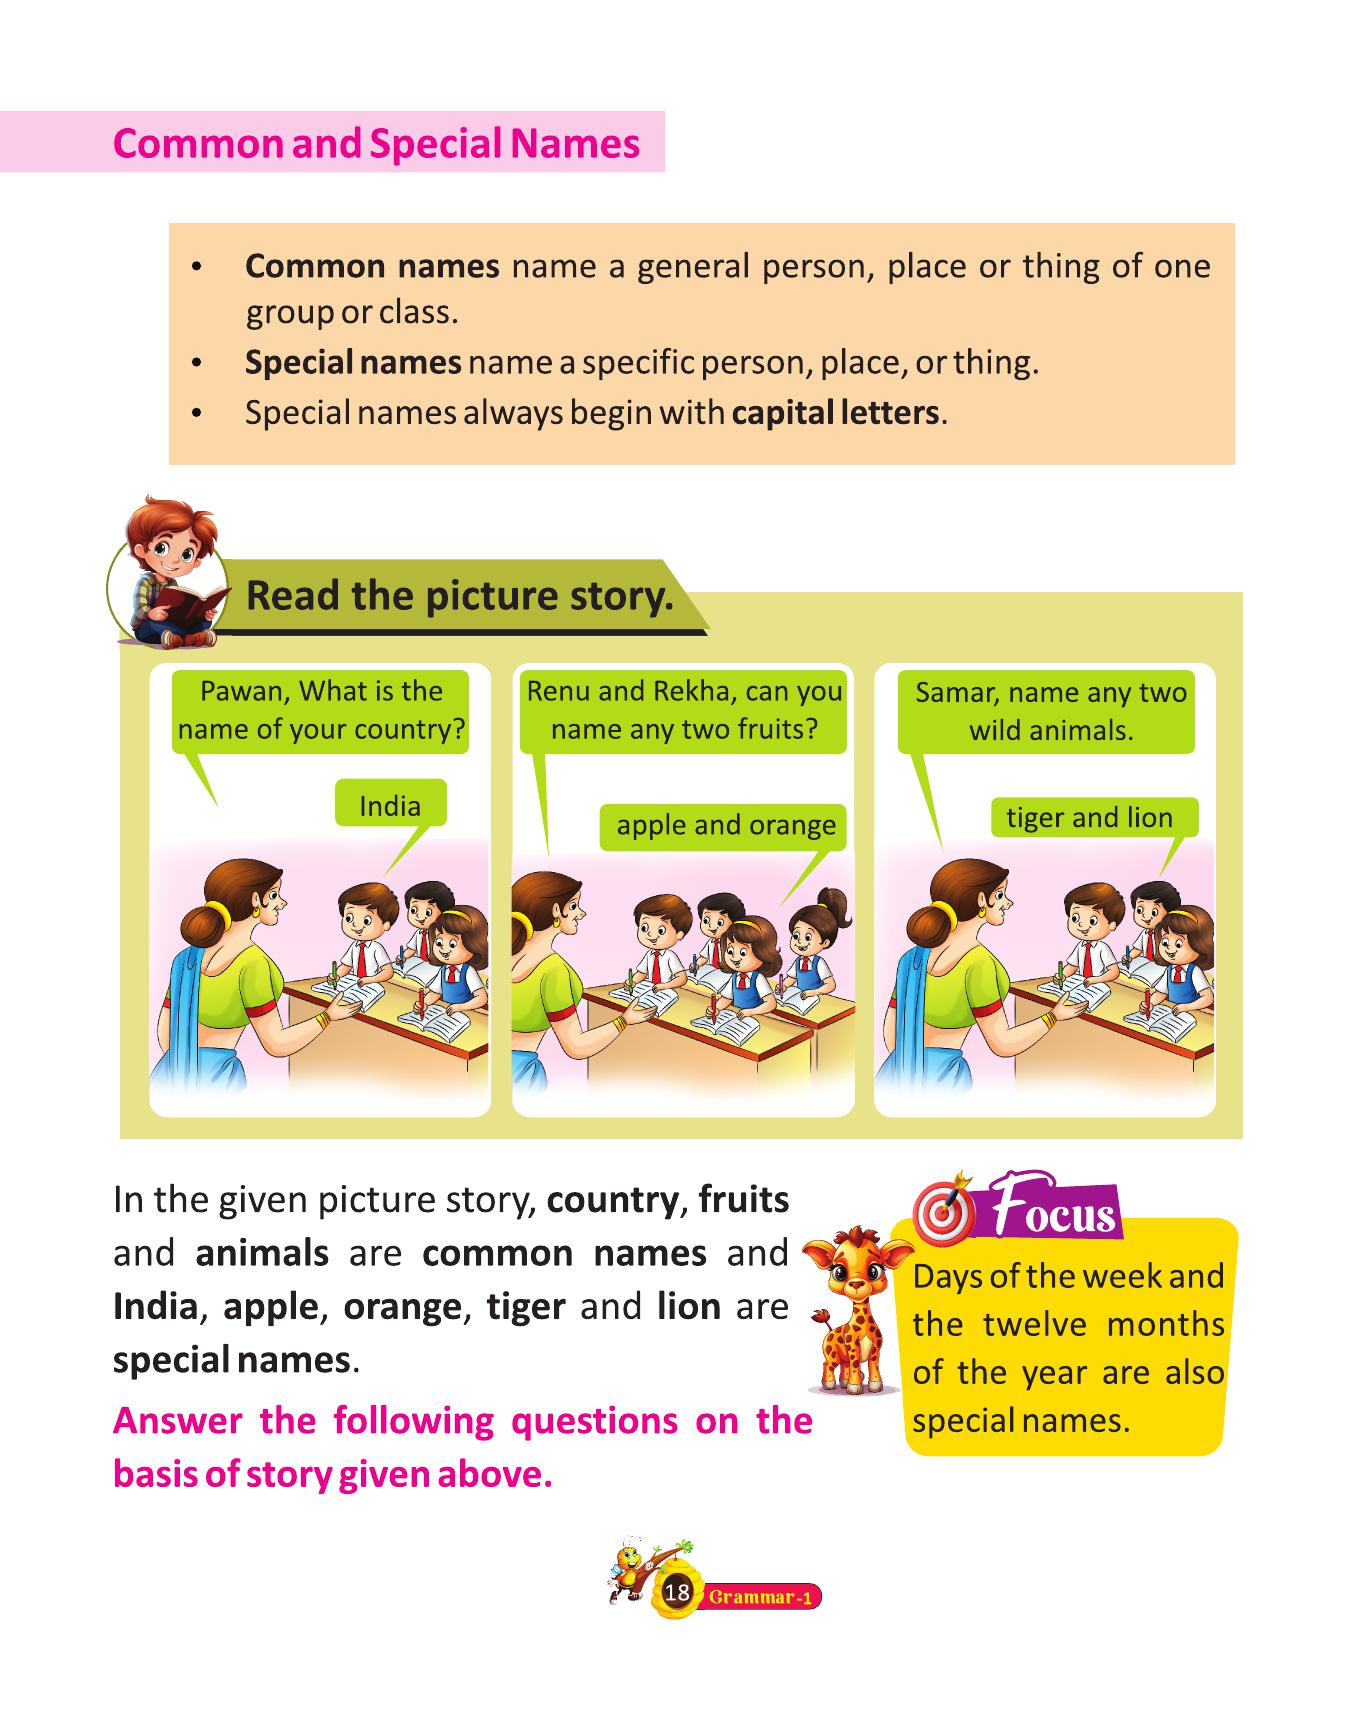 Common and Special Names
• Common names name a general person, place or thing of one
group or class.
• Special names name a specific person, place, or thing.
• Special names always begin with capital letters.
Read the picture story.
Pawan, What is the
name of your country?
India
Renu and Rekha, can you
name any two fruits?
apple and orange
Samar, name any two
wild animals.
tiger and lion
In the given picture story, country, fruits
and animals are common names and
India, apple, orange, tiger and lion are
special names.
Answer the following questions on the
basis of story given above.
Focus
Days of the week and
the twelve months
of the year are also
special names.
18 Grammar-1